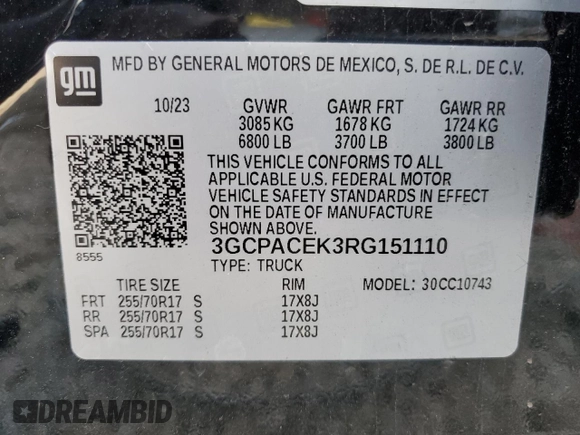 gm
MFD BY GENERAL MOTORS DE MEXICO, S. DE R.L. DE C.V.
10/23 GVWR GAWR FRT GAWR RR
3085 KG 1678 KG 1724 KG
6800 LB 3700 LB 3800 LB
THIS VEHICLE CONFORMS TO ALL
APPLICABLE U.S. FEDERAL MOTOR
VEHICLE SAFETY STANDARDS IN EFFECT
ON THE DATE OF MANUFACTURE
SHOWN ABOVE.
3GCPACEK3RG151110
8555 TYPE: TRUCK
TIRE SIZE RIM MODEL: 30CC10743
FRT 255/70R17 S 17X8J
RR 255/70R17 S 17X8J
SPA 255/70R17 S 17X8J
DREAMBID